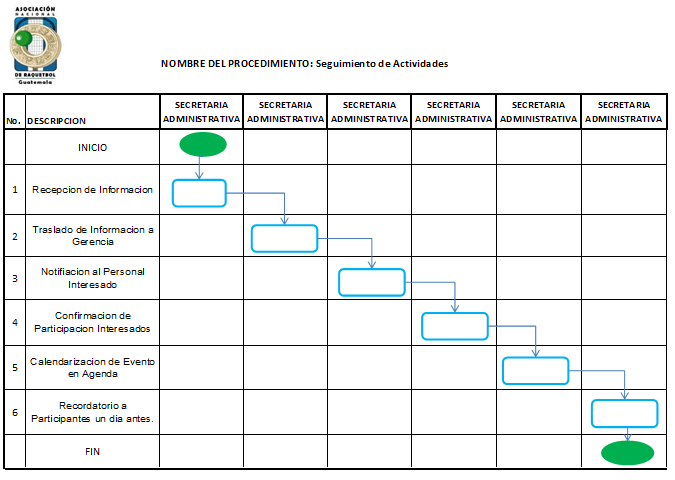 ASOCIACIÓN
NACIONAL
DE RAQUETBOL
Guatemala
NOMBRE DEL PROCEDIMIENTO: Seguimiento de Actividades
No. DESCRIPCION
SECRETARIA
ADMINISTRATIVA
SECRETARIA
ADMINISTRATIVA
SECRETARIA
ADMINISTRATIVA
SECRETARIA
ADMINISTRATIVA
SECRETARIA
ADMINISTRATIVA
SECRETARIA
ADMINISTRATIVA
INICIO
1 Recepcion de Informacion
2 Traslado de Informacion a
Gerencia
3 Notifiacion al Personal
Interesado
4 Confirmacion de
Participacion Interesados
5 Calendarizacion de Evento
en Agenda
6 Recordatorio a
Participantes un dia antes.
FIN